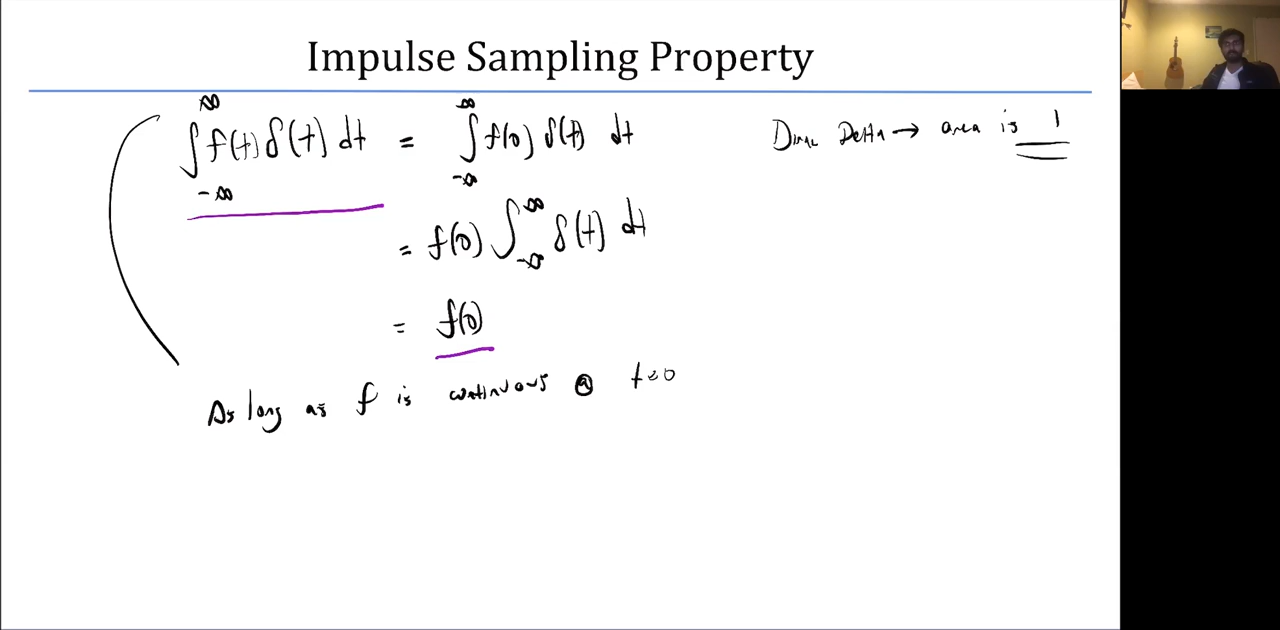 Impulse Sampling Property
∫_{-∞}^{∞} f(t) δ(t) dt = ∫_{-∞}^{∞} f(0) δ(t) dt
Dirac Delta → area is 1
= f(0) ∫_{-∞}^{∞} δ(t) dt
= f(0)
As long as f is continuous @ t=0